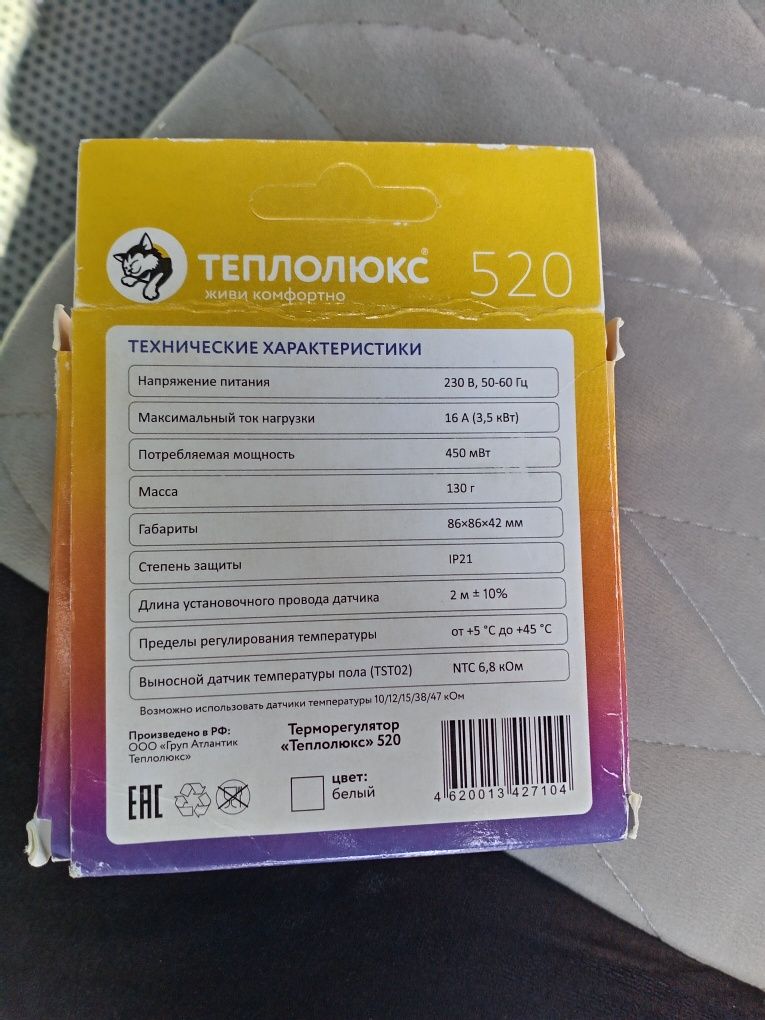 ТЕПЛОЛЮКС® 520
живи комфортно
ТЕХНИЧЕСКИЕ ХАРАКТЕРИСТИКИ
Напряжение питания 230 В, 50-60 Гц
Максимальный ток нагрузки 16 А (3,5 кВт)
Потребляемая мощность 450 мВт
Масса 130 г
Габариты 86×86×42 мм
Степень защиты IP21
Длина установочного провода датчика 2 м ± 10%
Пределы регулирования температуры от +5 °С до +45 °С
Выносной датчик температуры пола (TST02) NTC 6,8 кОм
Возможно использовать датчики температуры 10/12/15/38/47 кОм
Произведено в РФ:
ООО «Груп Атлантик
Теплолюкс»
Терморегулятор
«Теплолюкс» 520
цвет:
белый
EAC
4 620013 427104